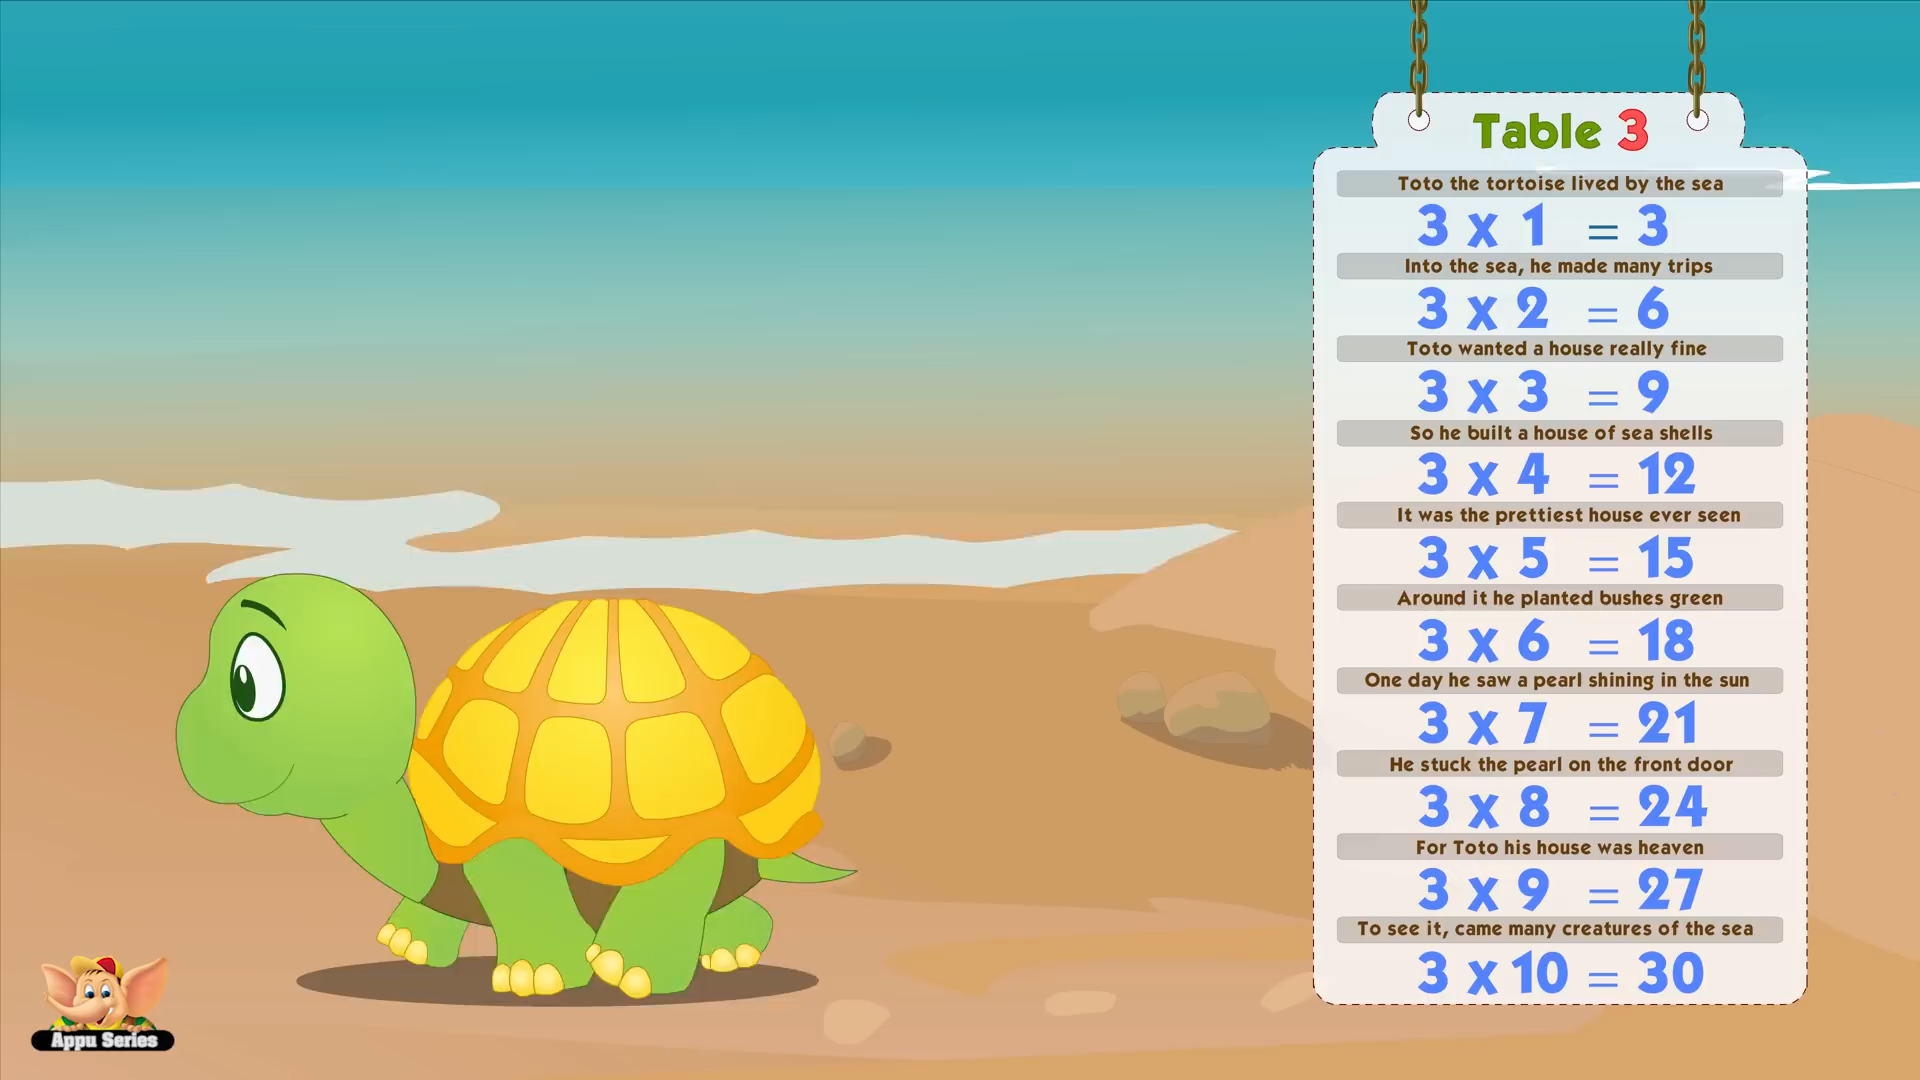 Table 3
Toto the tortoise lived by the sea
3 x 1 = 3
Into the sea, he made many trips
3 x 2 = 6
Toto wanted a house really fine
3 x 3 = 9
So he built a house of sea shells
3 x 4 = 12
It was the prettiest house ever seen
3 x 5 = 15
Around it he planted bushes green
3 x 6 = 18
One day he saw a pearl shining in the sun
3 x 7 = 21
He stuck the pearl on the front door
3 x 8 = 24
For Toto his house was heaven
3 x 9 = 27
To see it, came many creatures of the sea
3 x 10 = 30
Appu Series